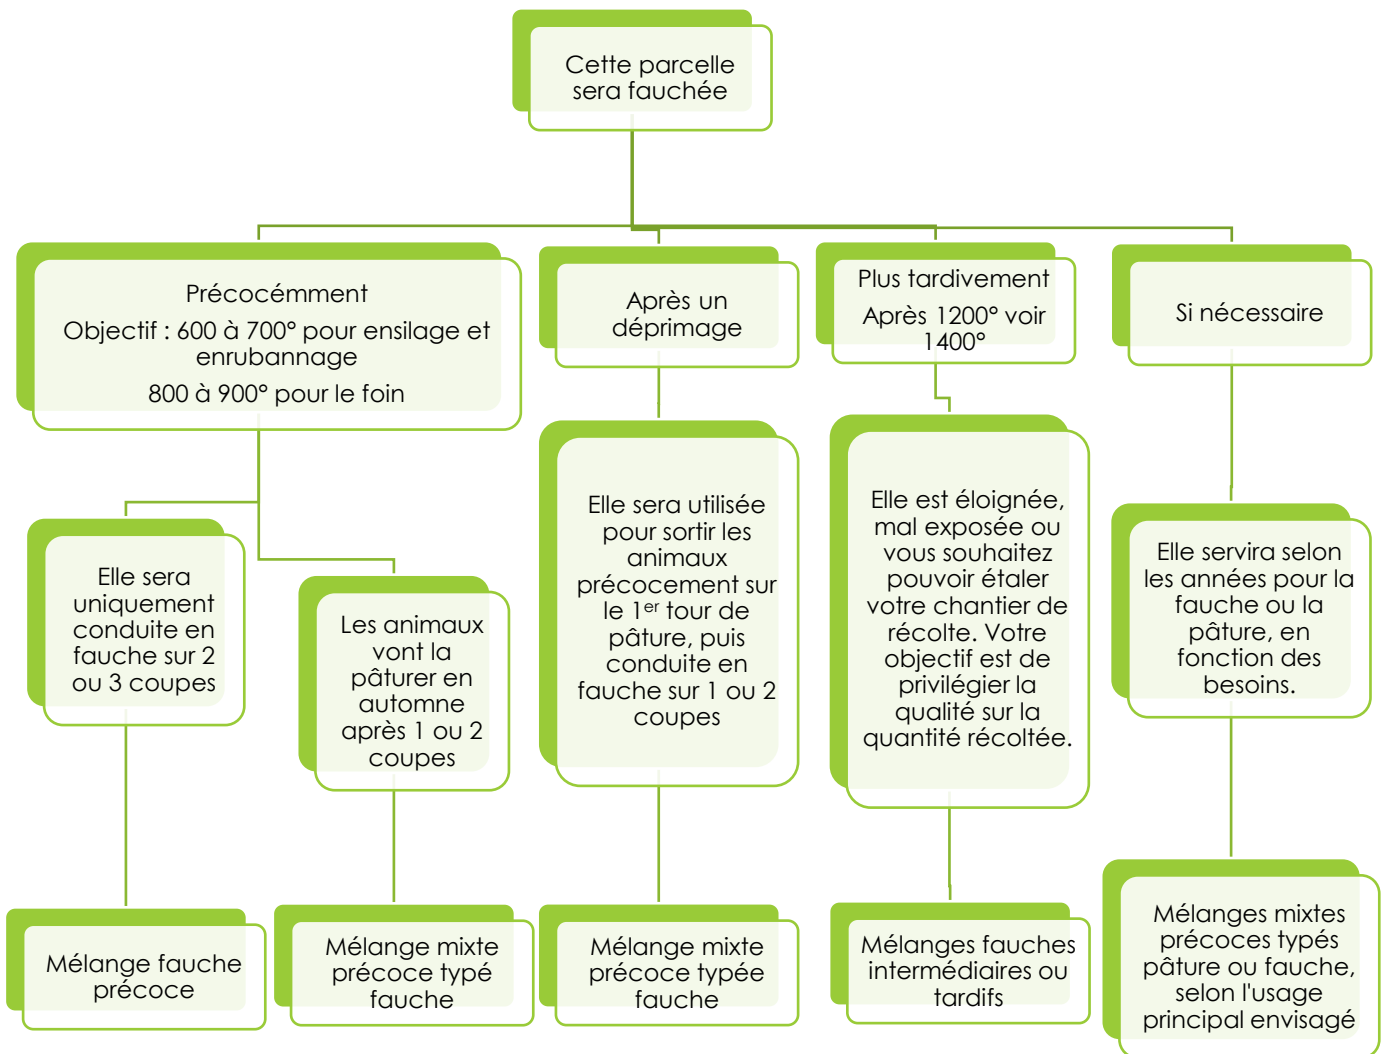 Cette parcelle
sera fauchée
Précocémment
Objectif : 600 à 700° pour ensilage et
enrubannage
800 à 900° pour le foin
Après un
déprimage
Plus tardivement
Après 1200° voir
1400°
Si nécessaire
Elle sera
uniquement
conduite en
fauche sur 2
ou 3 coupes
Les animaux
vont la
pâturer en
automne
après 1 ou 2
coupes
Elle sera utilisée
pour sortir les
animaux
précocement sur
le 1er tour de
pâture, puis
conduite en
fauche sur 1 ou 2
coupes
Elle est éloignée,
mal exposée ou
vous souhaitez
pouvoir étaler
votre chantier de
récolte. Votre
objectif est de
privilégier la
qualité sur la
quantité récoltée.
Elle servira selon
les années pour la
fauche ou la
pâture, en
fonction des
besoins.
Mélange fauche
précoce
Mélange mixte
précoce typé
fauche
Mélange mixte
précoce typée
fauche
Mélanges fauches
intermédiaires ou
tardifs
Mélanges mixtes
précoces typés
pâture ou fauche,
selon l'usage
principal envisagé